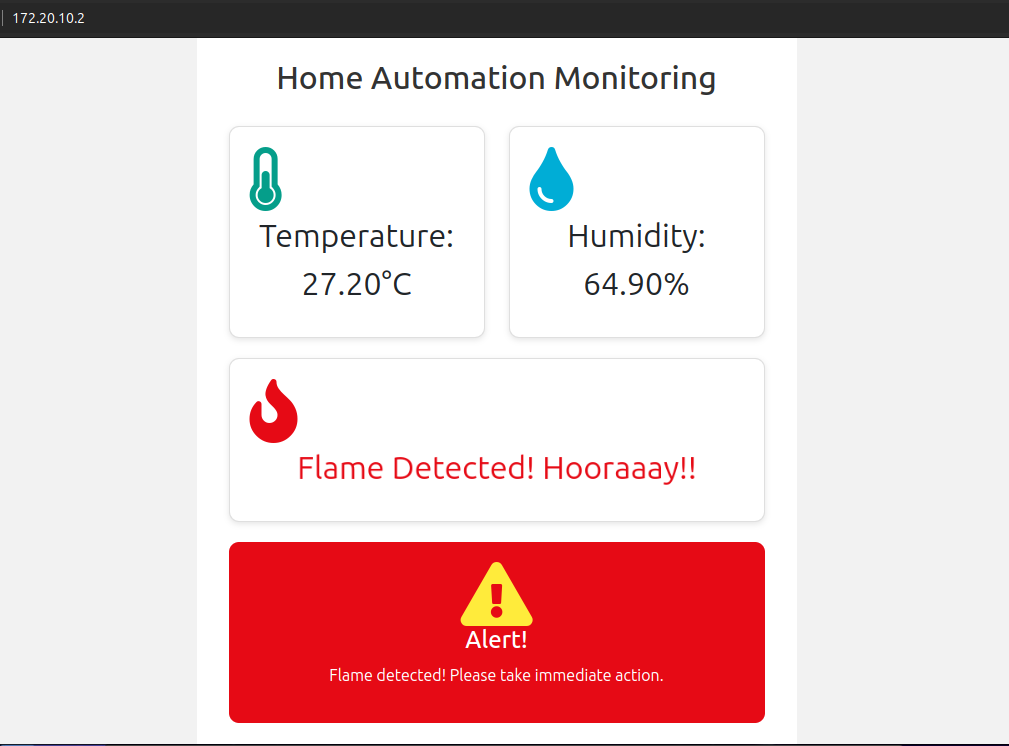 172.20.10.2
Home Automation Monitoring
Temperature:
27.20°C
Humidity:
64.90%
Flame Detected! Hooraaay!!
Alert!
Flame detected! Please take immediate action.